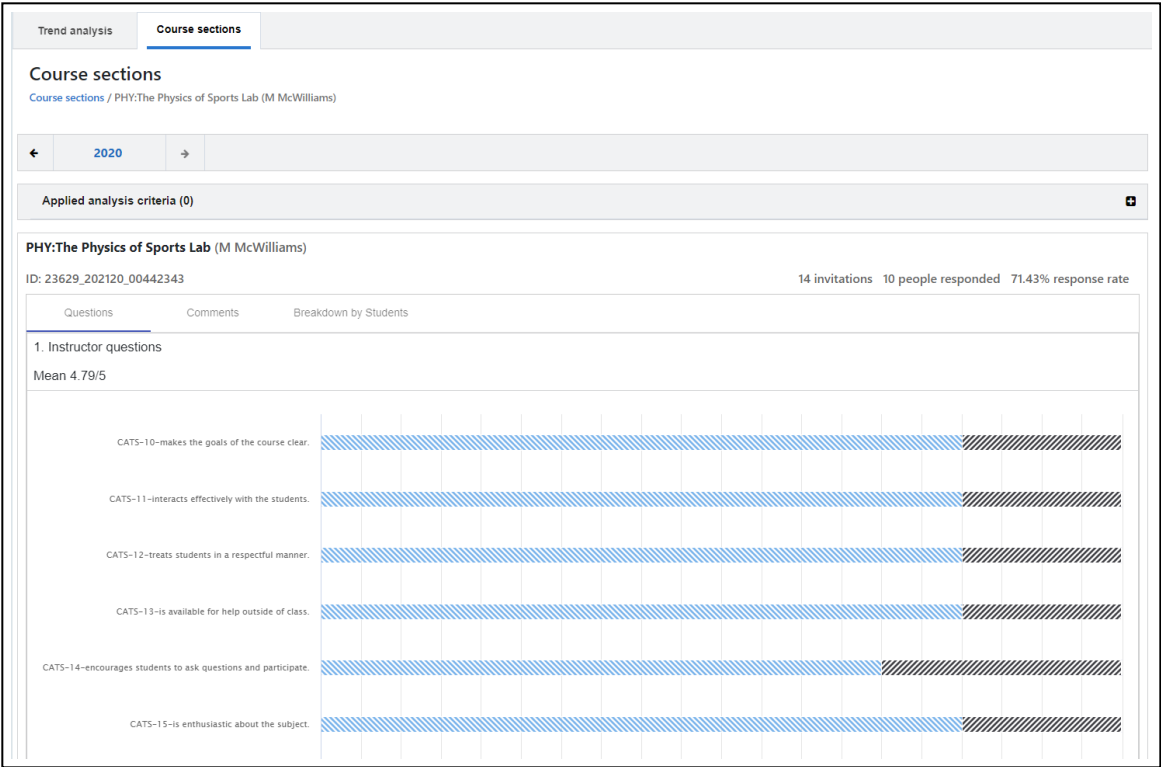 Trend analysis Course sections
Course sections
Course sections / PHY:The Physics of Sports Lab (M McWilliams)
2020
Applied analysis criteria (0)
PHY:The Physics of Sports Lab (M McWilliams)
ID: 23629_202120_00442343 14 invitations 10 people responded 71.43% response rate
Questions Comments Breakdown by Students
1. Instructor questions
Mean 4.79/5
CATS-10-makes the goals of the course clear.
CATS-11-interacts effectively with the students.
CATS-12-treats students in a respectful manner.
CATS-13-is available for help outside of class.
CATS-14-encourages students to ask questions and participate.
CATS-15-is enthusiastic about the subject.